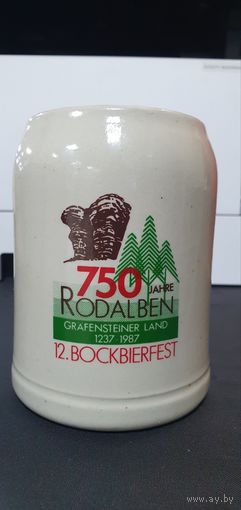 750 JAHRE
RODALBEN
GRAFENSTEINER LAND
1237 1987
12. BOCKBIERFEST
www.ay.by